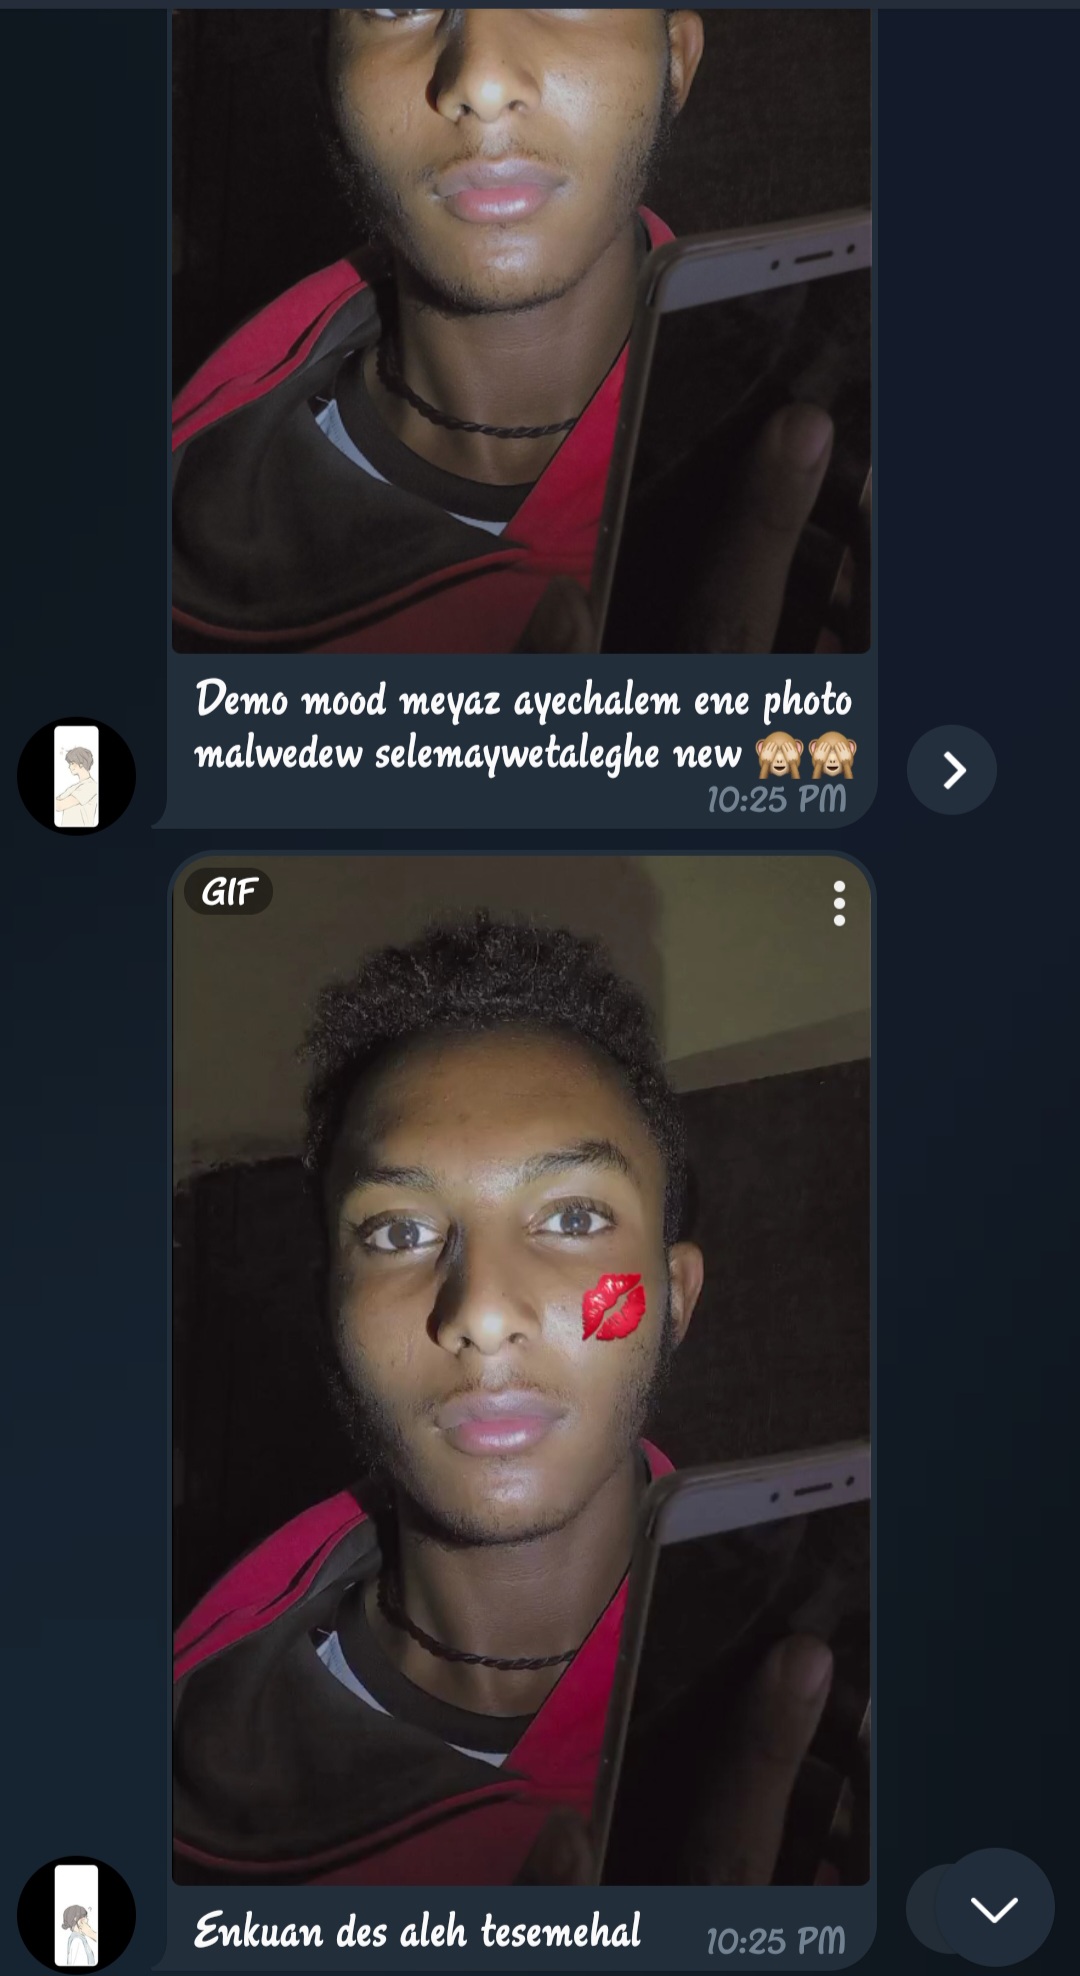 Demo mood meyaz ayechalem ene photo
malwedew selemaywetaleghe new 🙈🙈
10:25 PM
GIF
Enkuan des aleh tesemehal
10:25 PM